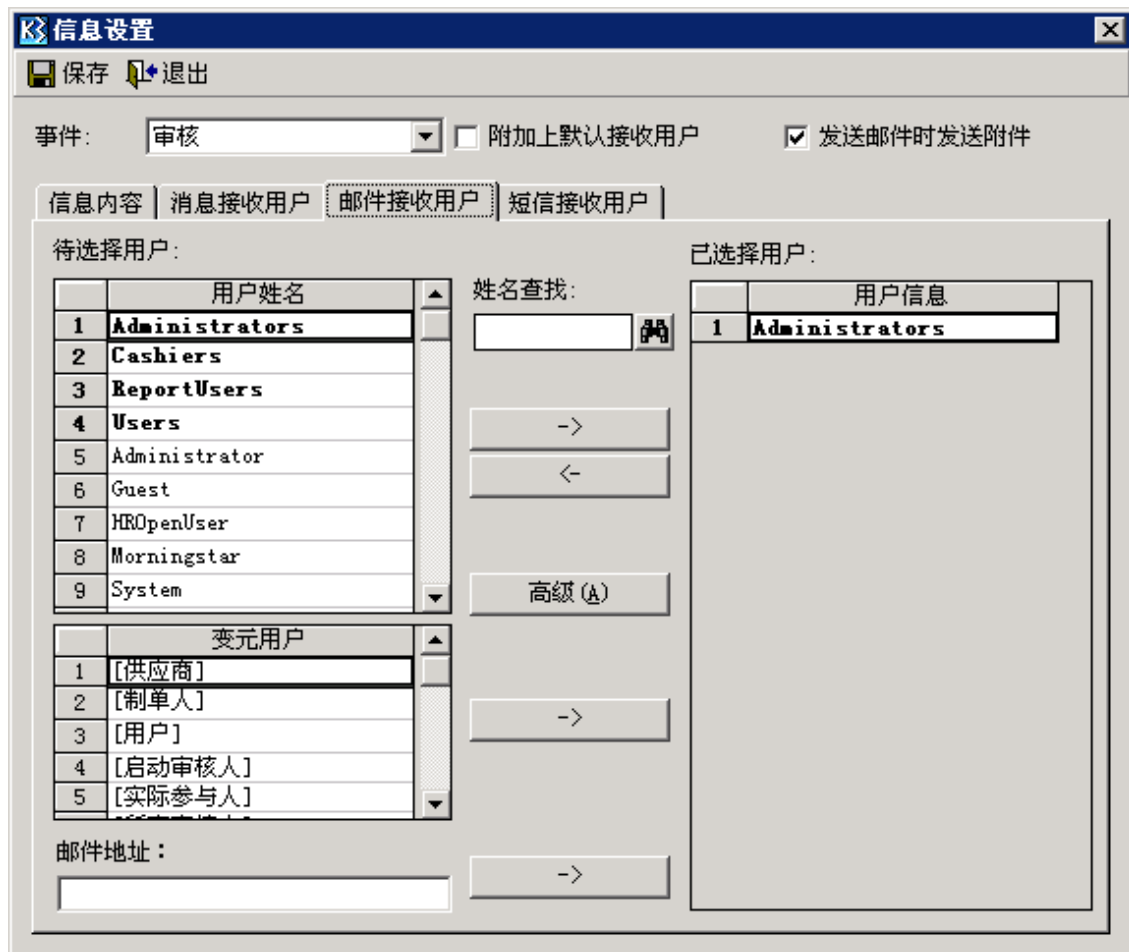 K3 信息设置
保存 退出
事件: 审核 附加上默认接收用户 发送邮件时发送附件
信息内容 消息接收用户 邮件接收用户 短信接收用户
待选择用户:
用户姓名
1 Administrators
2 Cashiers
3 ReportUsers
4 Users
5 Administrator
6 Guest
7 HROpenUser
8 Morningstar
9 System
变元用户
1 [供应商]
2 [制单人]
3 [用户]
4 [启动审核人]
5 [实际参与人]
邮件地址：
姓名查找:
->
<-
高级(A)
->
->
已选择用户:
用户信息
1 Administrators